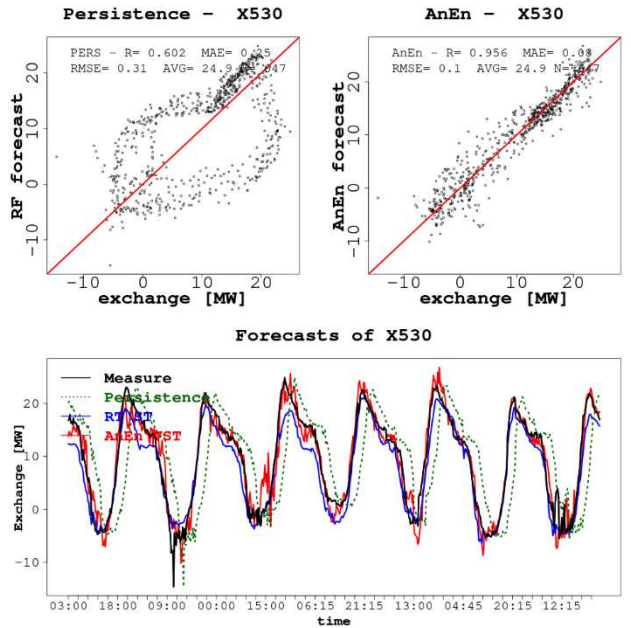 Persistence – X530
PERS - R= 0.602 MAE= 0.25
RMSE= 0.31 AVG= 24.9 N= 647
RF forecast
20
10
0
−10
−10 0 10 20
exchange [MW]
AnEn – X530
AnEn - R= 0.956 MAE= 0.08
RMSE= 0.1 AVG= 24.9 N= 647
AnEn forecast
20
10
0
−10
−10 0 10 20
exchange [MW]
Forecasts of X530
Measure
Persistence
AnEn
Exchange [MW]
20
10
0
−10
03:00 18:00 09:00 00:00 15:00 06:15 21:15 13:00 04:45 20:15 12:15
time